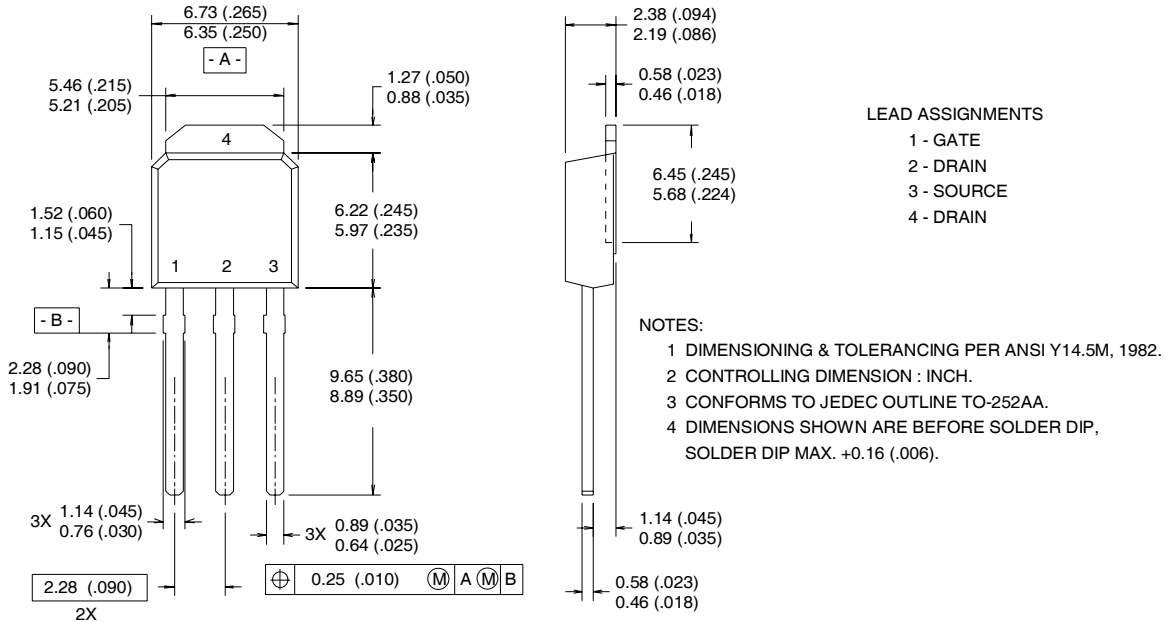 6.73 (.265)
6.35 (.250)
- A -
5.46 (.215)
5.21 (.205)
1.27 (.050)
0.88 (.035)
4
1.52 (.060)
1.15 (.045)
6.22 (.245)
5.97 (.235)
1 2 3
- B -
2.28 (.090)
1.91 (.075)
9.65 (.380)
8.89 (.350)
3X 1.14 (.045)
0.76 (.030)
3X 0.89 (.035)
0.64 (.025)
2.28 (.090)
2X
⌖ 0.25 (.010) Ⓜ A Ⓜ B
2.38 (.094)
2.19 (.086)
0.58 (.023)
0.46 (.018)
6.45 (.245)
5.68 (.224)
1.14 (.045)
0.89 (.035)
0.58 (.023)
0.46 (.018)
LEAD ASSIGNMENTS
1 - GATE
2 - DRAIN
3 - SOURCE
4 - DRAIN
NOTES:
1 DIMENSIONING & TOLERANCING PER ANSI Y14.5M, 1982.
2 CONTROLLING DIMENSION : INCH.
3 CONFORMS TO JEDEC OUTLINE TO-252AA.
4 DIMENSIONS SHOWN ARE BEFORE SOLDER DIP,
SOLDER DIP MAX. +0.16 (.006).